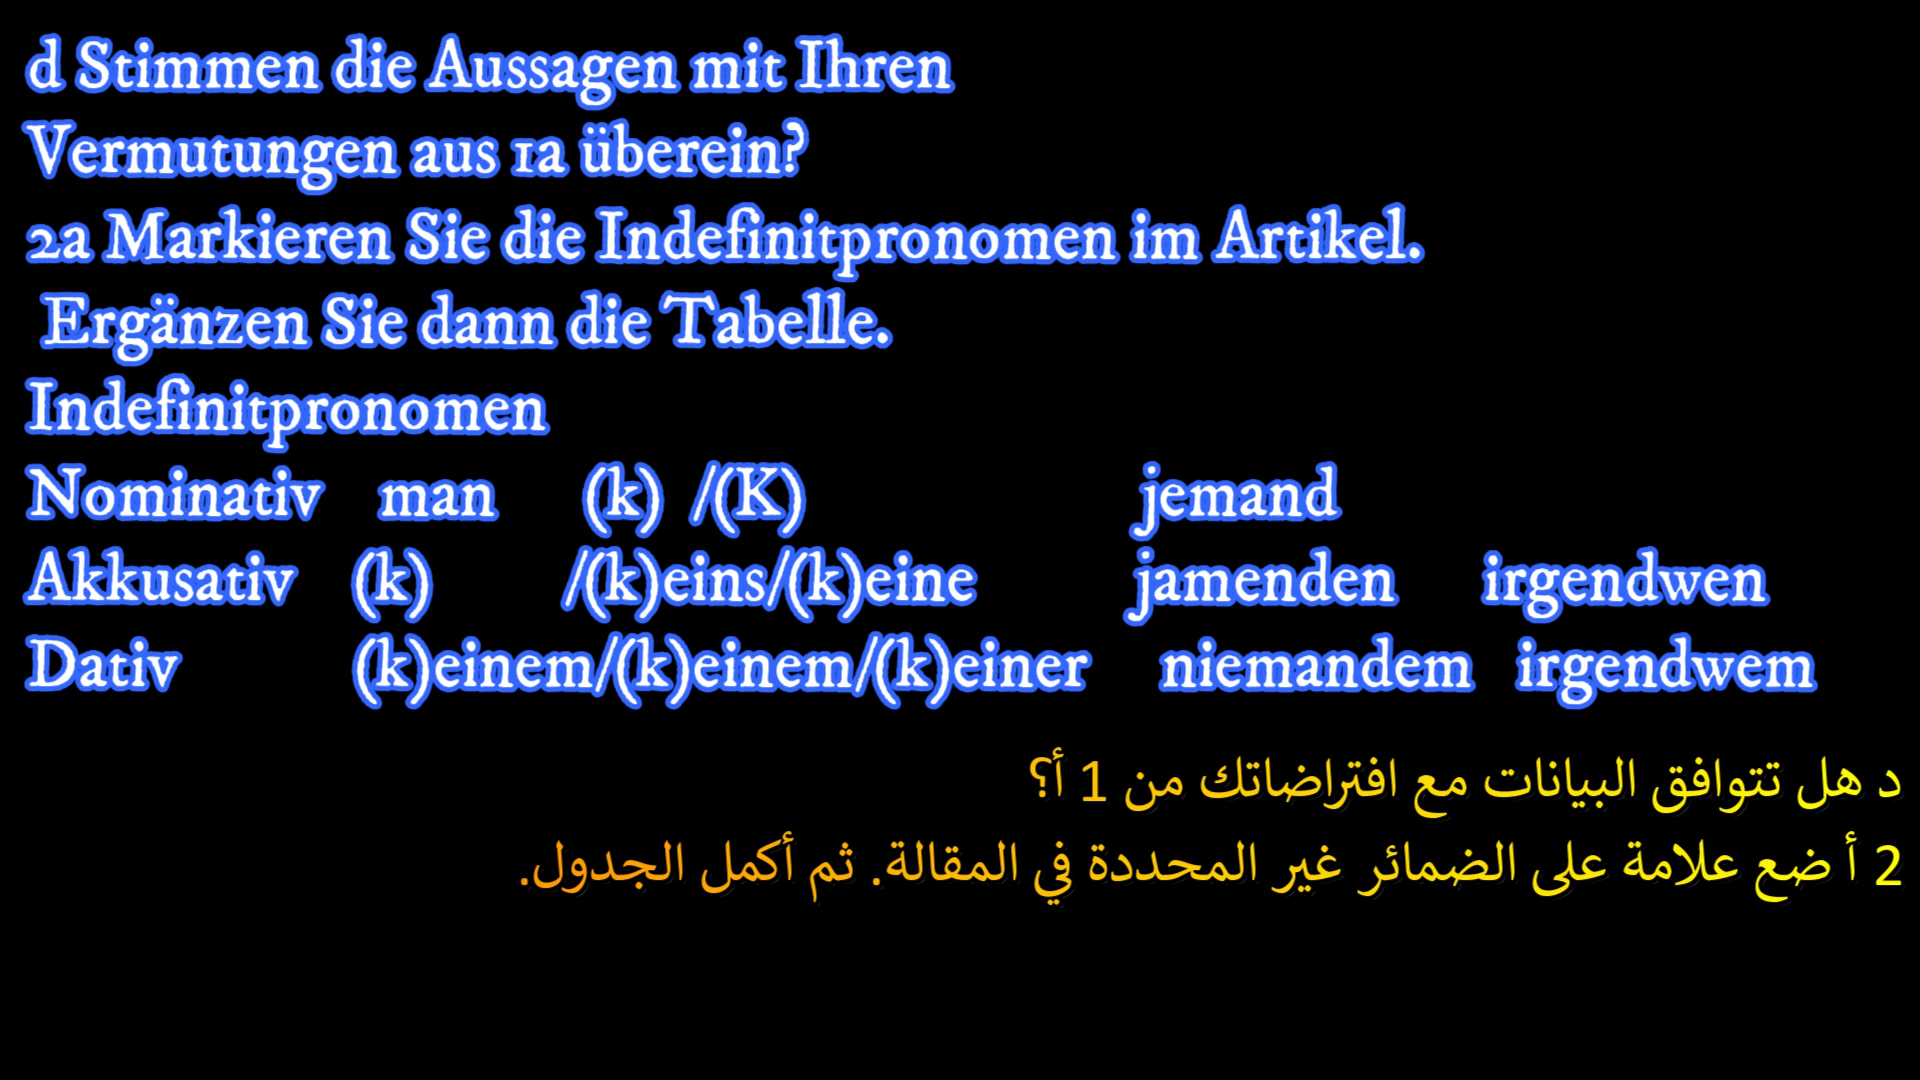 d Stimmen die Aussagen mit Ihren
Vermutungen aus 1a überein?
2a Markieren Sie die Indefinitpronomen im Artikel.
Ergänzen Sie dann die Tabelle.
Indefinitpronomen
Nominativ man (k) /(K) jemand
Akkusativ (k) /(k)eins/(k)eine jamenden irgendwen
Dativ (k)einem/(k)einem/(k)einer niemandem irgendwem
د هل تتوافق البيانات مع افتراضاتك من 1 أ؟
2 أ ضع علامة على الضمائر غير المحددة في المقالة. ثم أكمل الجدول.